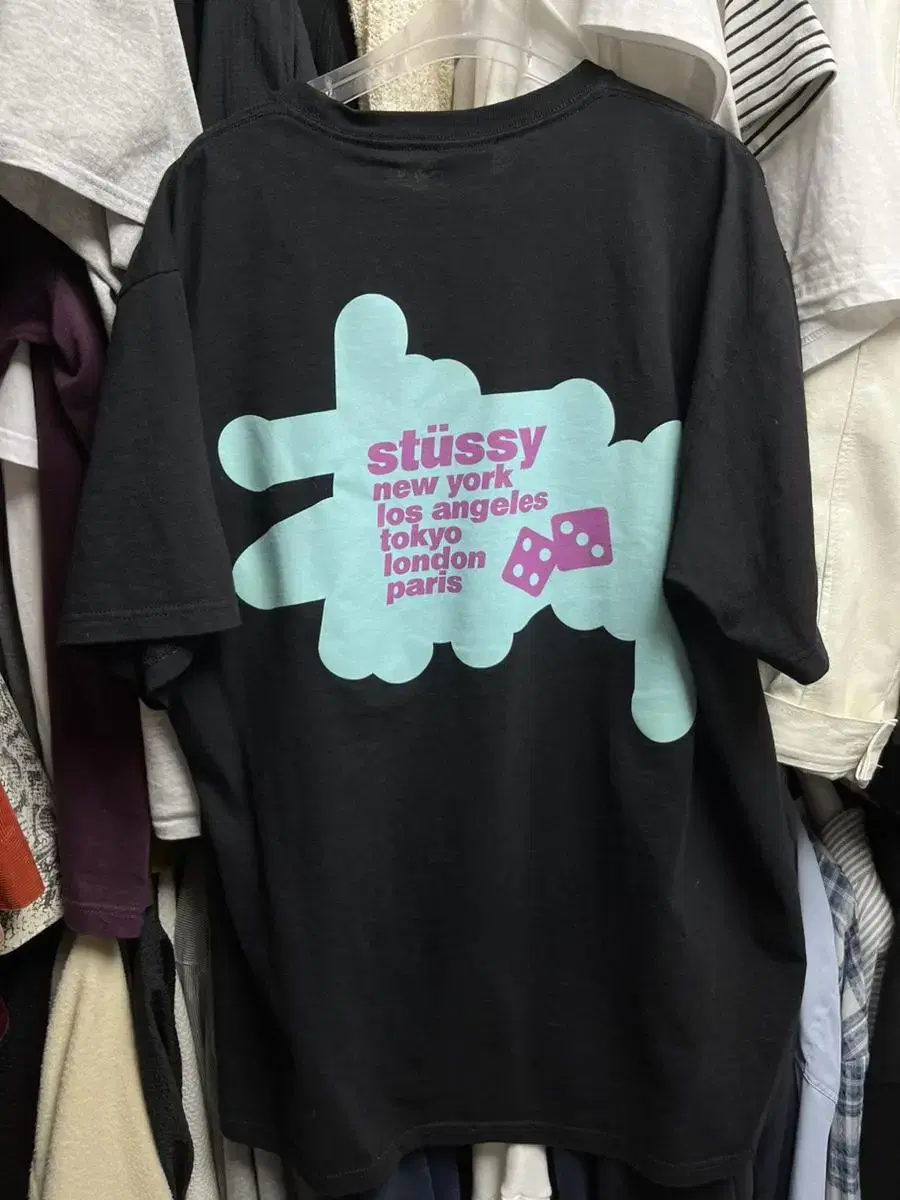 stüssy
new york
los angeles
tokyo
london
paris